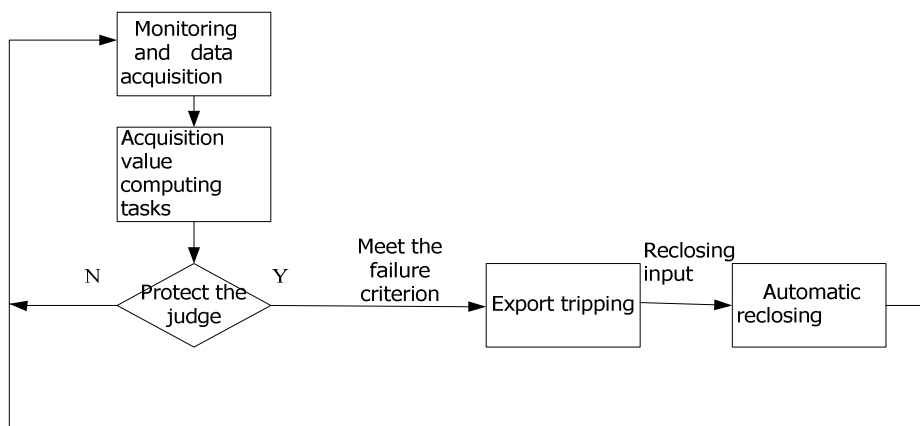 Monitoring
and data
acquisition
Acquisition
value
computing
tasks
N
Y
Protect the
judge
Meet the
failure
criterion
Export tripping
Reclosing
input
Automatic
reclosing